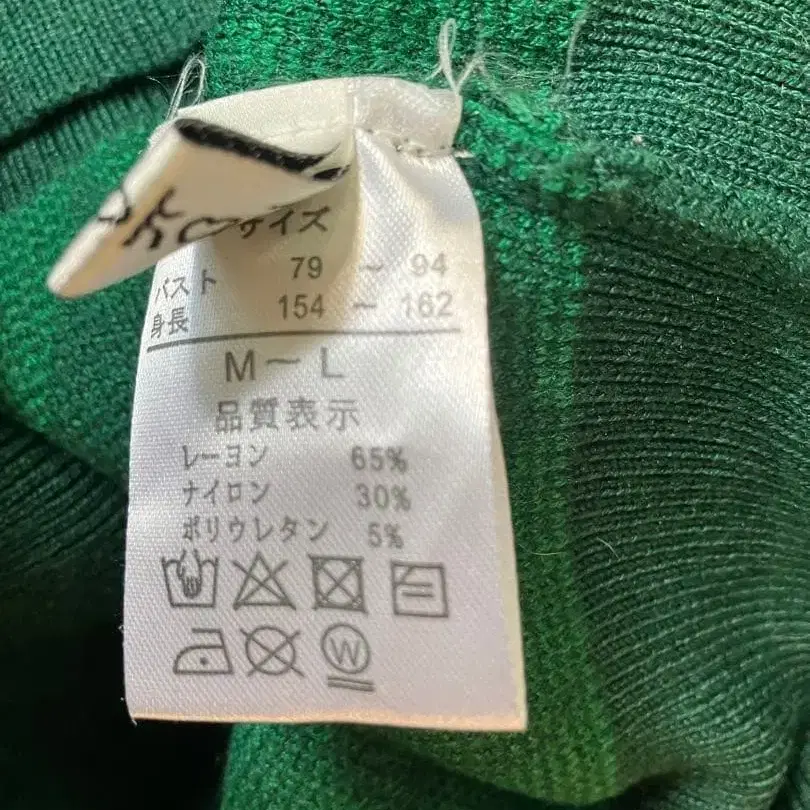 サイズ
バスト 79 ~ 94
身長 154 ~ 162
M～L
品質表示
レーヨン 65%
ナイロン 30%
ポリウレタン 5%
W